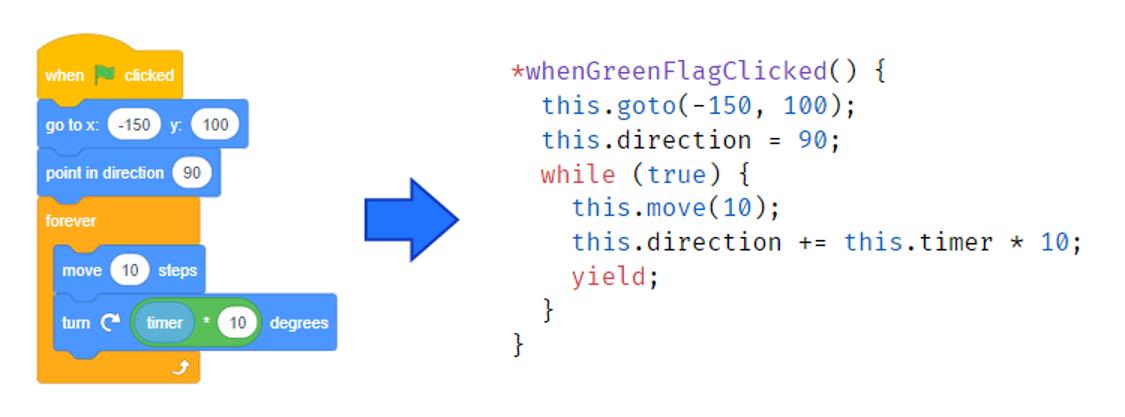 when clicked
go to x: -150 y: 100
point in direction 90
forever
move 10 steps
turn timer * 10 degrees
*whenGreenFlagClicked() {
  this.goto(-150, 100);
  this.direction = 90;
  while (true) {
    this.move(10);
    this.direction += this.timer * 10;
    yield;
  }
}